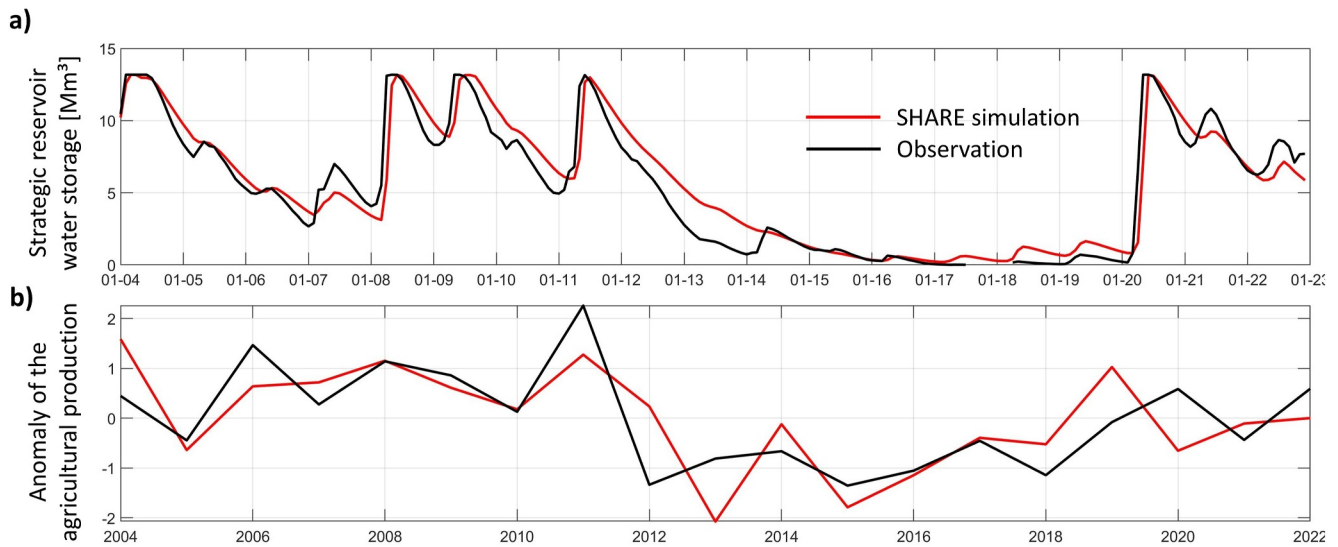 a)
Strategic reservoir
water storage [Mm³]
15
10
5
0
SHARE simulation
Observation
01-04 01-05 01-06 01-07 01-08 01-09 01-10 01-11 01-12 01-13 01-14 01-15 01-16 01-17 01-18 01-19 01-20 01-21 01-22 01-23
b)
Anomaly of the
agricultural production
2
1
0
-1
-2
2004 2006 2008 2010 2012 2014 2016 2018 2020 2022